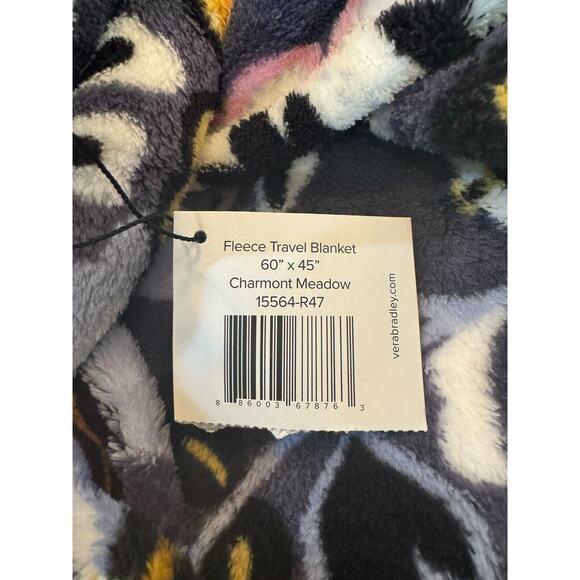 Fleece Travel Blanket
60” x 45”
Charmont Meadow
15564-R47
8 86003 67876 3
verabradley.com